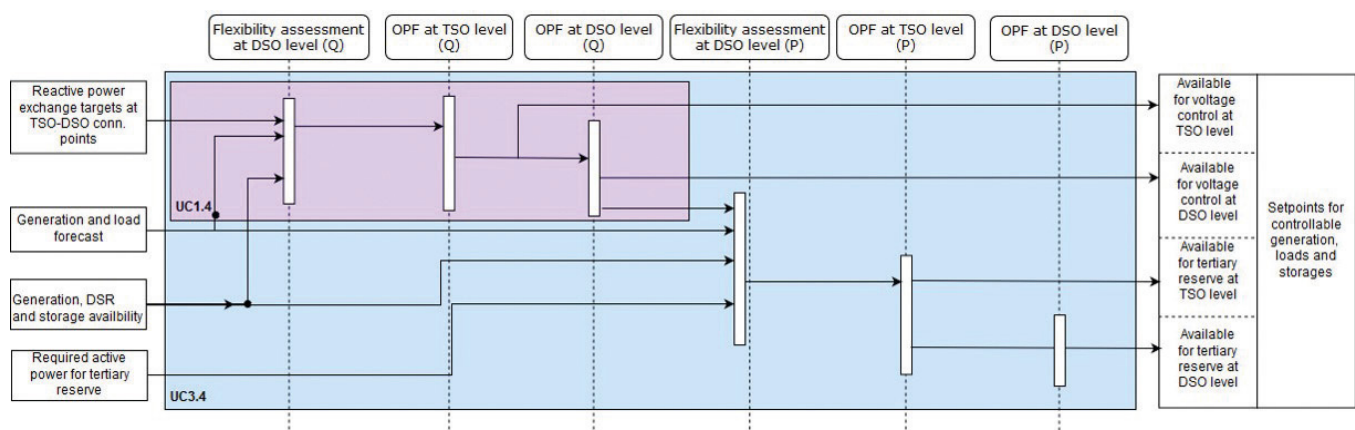 Flexibility assessment
at DSO level (Q)
OPF at TSO level
(Q)
OPF at DSO level
(Q)
Flexibility assessment
at DSO level (P)
OPF at TSO level
(P)
OPF at DSO level
(P)
Reactive power
exchange targets at
TSO-DSO conn.
points
Generation and load
forecast
Generation, DSR
and storage availbility
Required active
power for tertiary
reserve
UC1.4
UC3.4
Available
for voltage
control at
TSO level
Available
for voltage
control at
DSO level
Available
for tertiary
reserve at
TSO level
Available
for tertiary
reserve at
DSO level
Setpoints for
controllable
generation,
loads and
storages